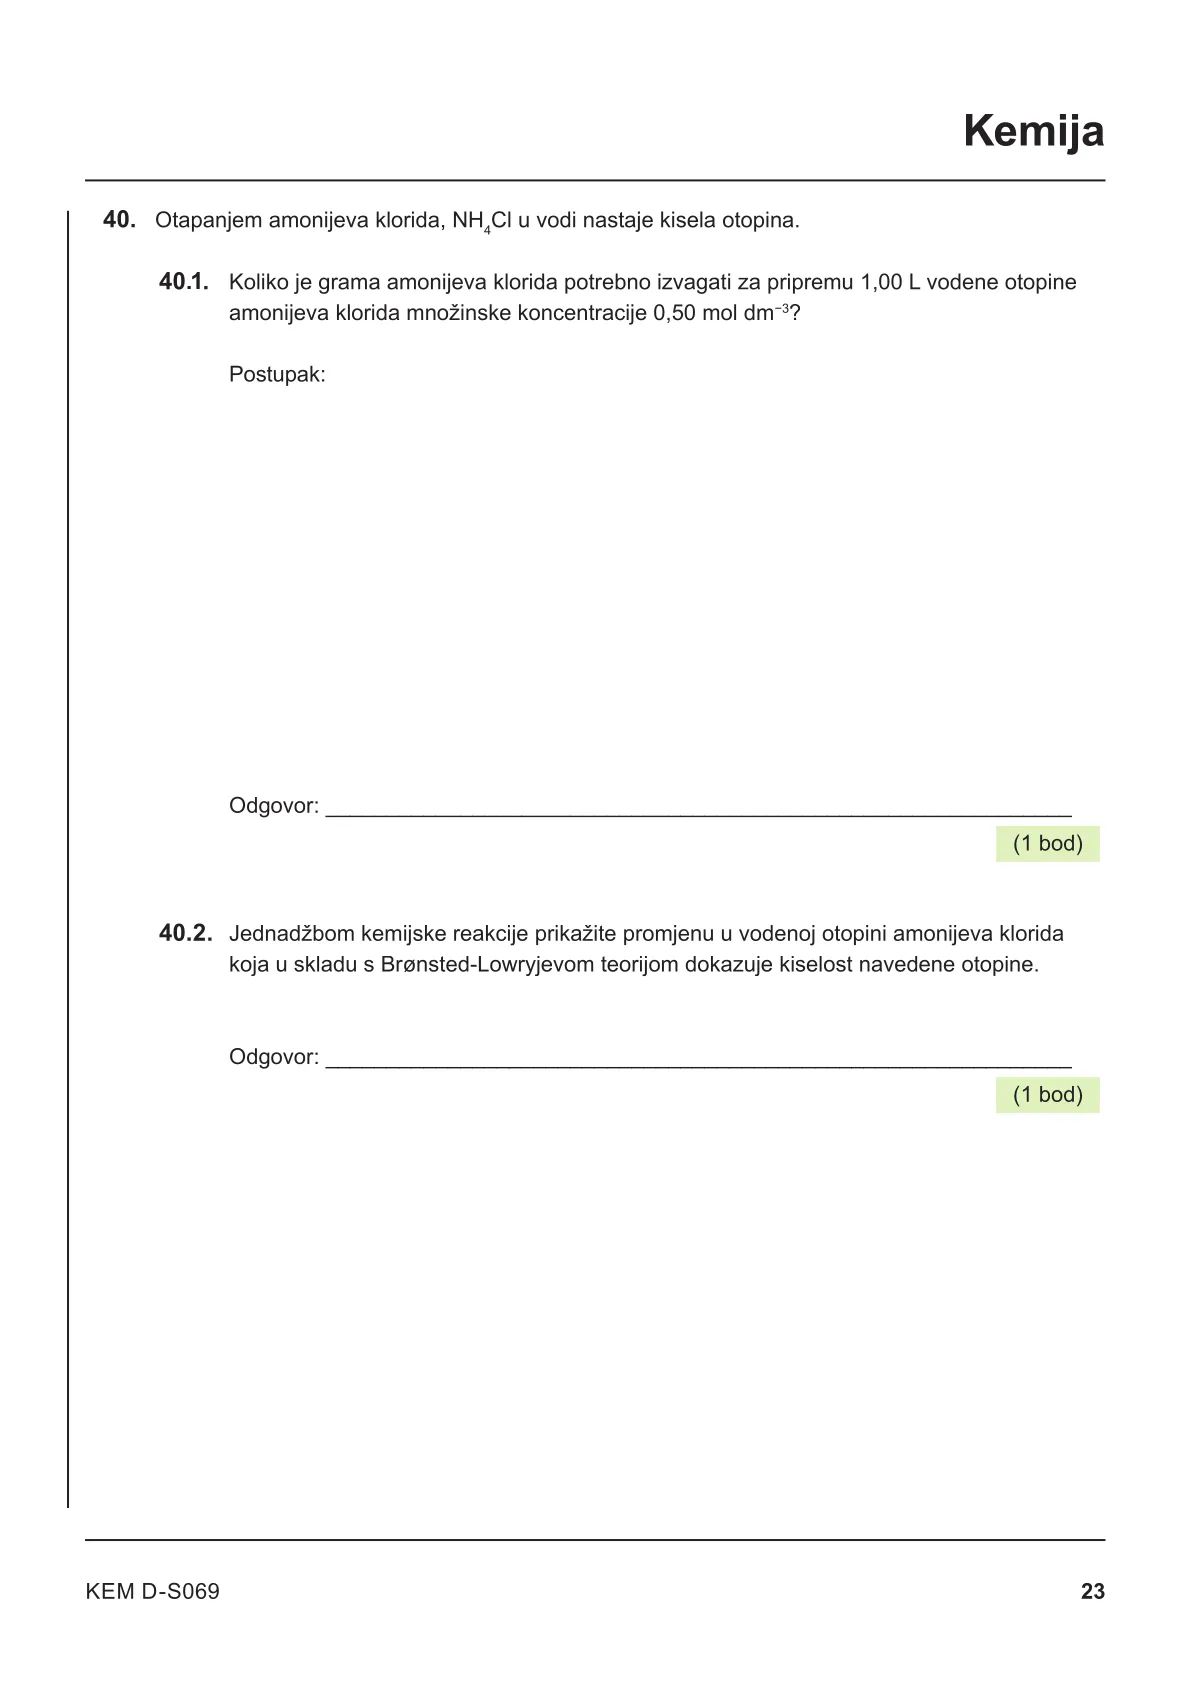 Kemija
40. Otapanjem amonijeva klorida, NH₄Cl u vodi nastaje kisela otopina.
40.1. Koliko je grama amonijeva klorida potrebno izvagati za pripremu 1,00 L vodene otopine
amonijeva klorida množinske koncentracije 0,50 mol dm⁻³?
Postupak:
Odgovor: _______________________________________________________________
(1 bod)
40.2. Jednadžbom kemijske reakcije prikažite promjenu u vodenoj otopini amonijeva klorida
koja u skladu s Brønsted-Lowryjevom teorijom dokazuje kiselost navedene otopine.
Odgovor: _______________________________________________________________
(1 bod)
KEM D-S069 23